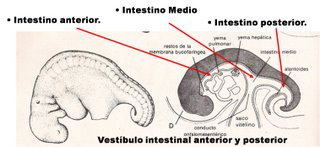 • Intestino Medio
• Intestino anterior.
• Intestino posterior.
yema pulmonar
yema hepática
restos de la membrana bucofaríngea
intestino medio
alantoides
D
saco vitelino
conducto onfalomesentérico
Vestíbulo intestinal anterior y posterior